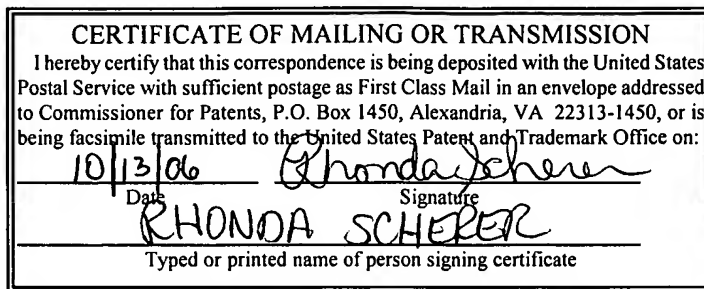 CERTIFICATE OF MAILING OR TRANSMISSION
I hereby certify that this correspondence is being deposited with the United States
Postal Service with sufficient postage as First Class Mail in an envelope addressed
to Commissioner for Patents, P.O. Box 1450, Alexandria, VA 22313-1450, or is
being facsimile transmitted to the United States Patent and Trademark Office on:
10/13/06 Rhonda Scherer
Date Signature
RHONDA SCHERER
Typed or printed name of person signing certificate